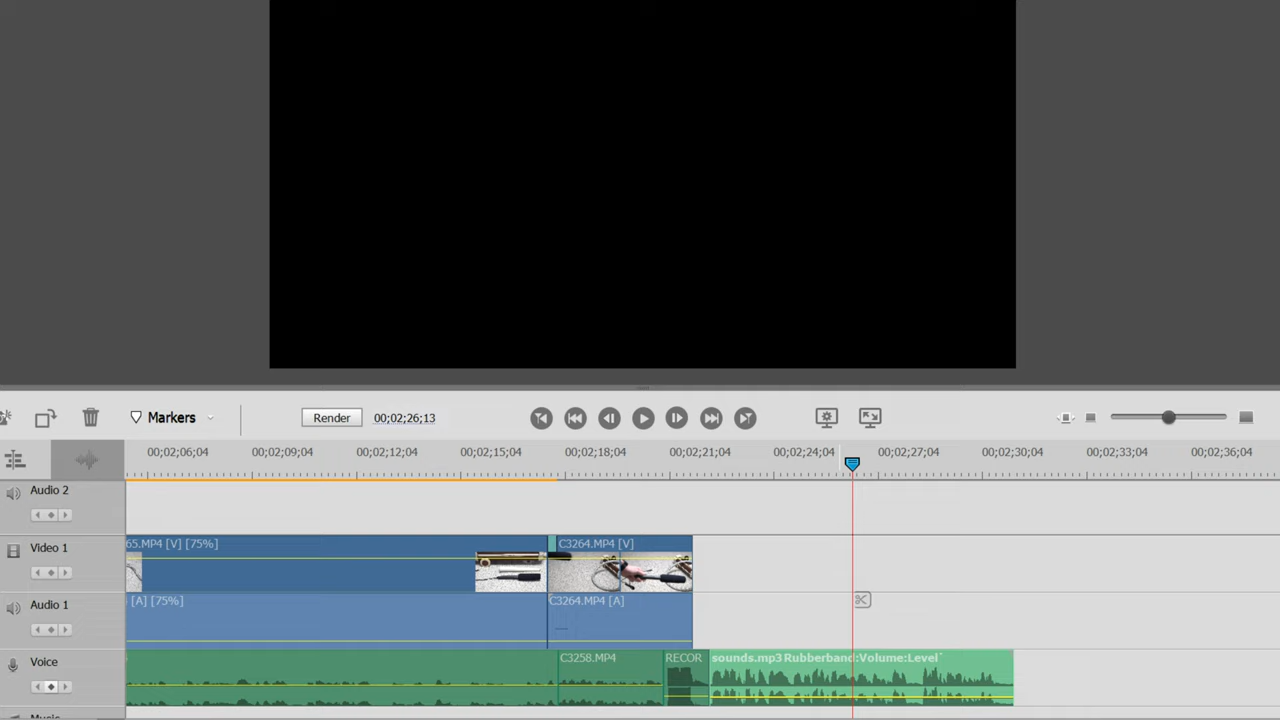 Markers
Render
00;02;26;13
00;02;06;04 00;02;09;04 00;02;12;04 00;02;15;04 00;02;18;04 00;02;21;04 00;02;24;04 00;02;27;04 00;02;30;04 00;02;33;04 00;02;36;04
Audio 2
Video 1
65.MP4 [V] [75%]
C3264.MP4 [V]
Audio 1
[A] [75%]
C3264.MP4 [A]
Voice
C3258.MP4
RECOR
sounds.mp3 Rubberband:Volume:Levelˇ
Music